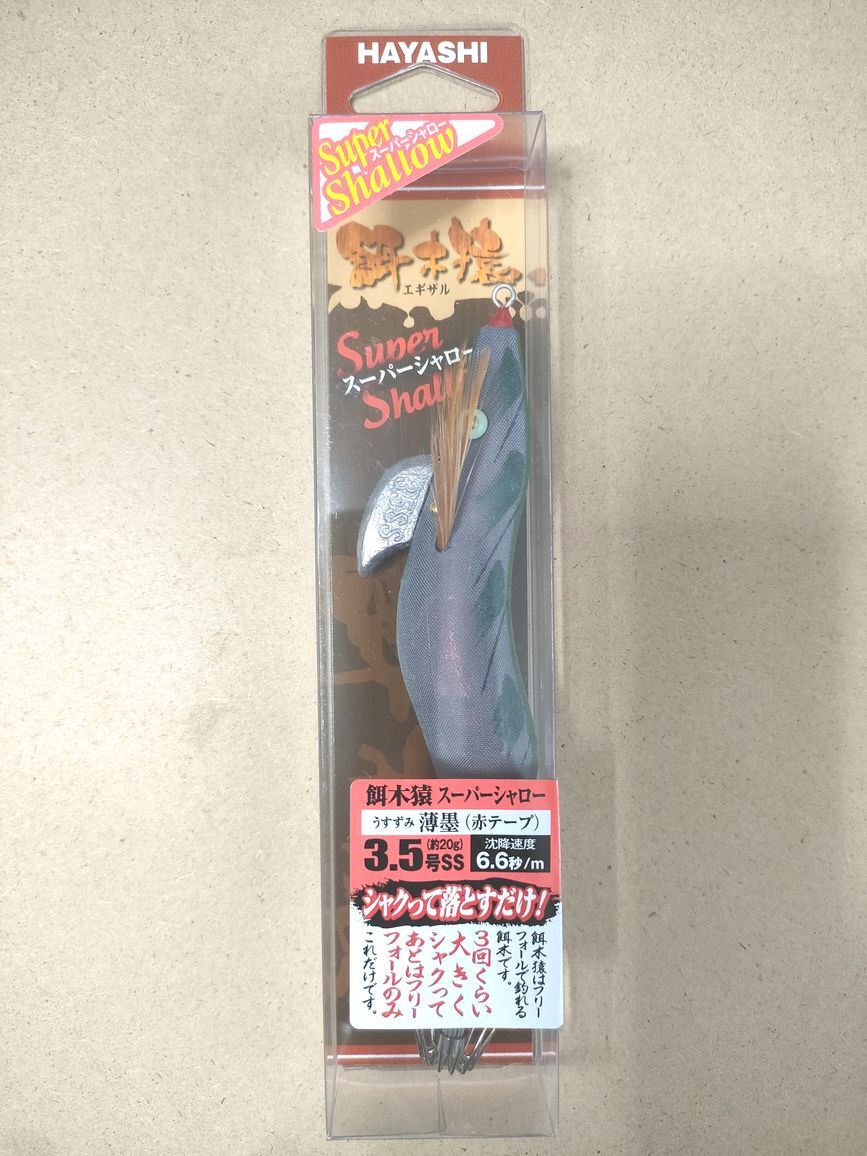 HAYASHI
Super
スーパーシャロー
Shallow
餌木猿
エギザル
Super
スーパーシャロー
Shall
3.5SS
餌木猿 スーパーシャロー
うすずみ 薄墨（赤テープ）
3.5号SS (約20g)
沈降速度
6.6秒/m
シャクって落とすだけ!
餌木猿はフリー
フォールで釣れる
餌木です。
3回くらい
大きく
シャクって
あとはフリー
フォールのみ
これだけです。